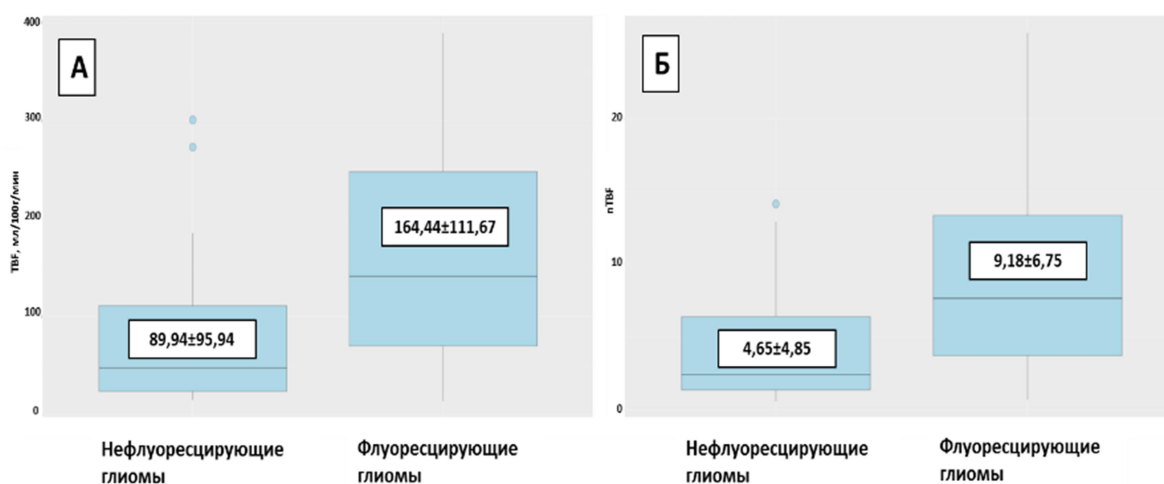 А
400
300
200
100
0
TBF, мл/100г/мин
89,94±95,94
164,44±111,67
Нефлуоресцирующие
глиомы
Флуоресцирующие
глиомы
Б
20
10
0
nTBF
4,65±4,85
9,18±6,75
Нефлуоресцирующие
глиомы
Флуоресцирующие
глиомы